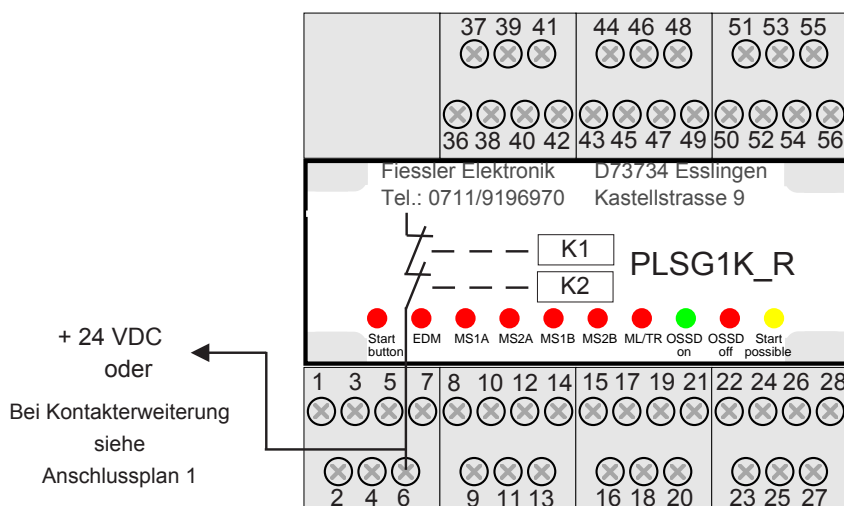 37 39 41 44 46 48 51 53 55
36 38 40 42 43 45 47 49 50 52 54 56
Fiessler Elektronik D73734 Esslingen
Tel.: 0711/9196970 Kastellstrasse 9
K1
K2
PLSG1K_R
Start button EDM MS1A MS2A MS1B MS2B ML/TR OSSD on OSSD off Start possible
+ 24 VDC
oder
Bei Kontakterweiterung
siehe
Anschlussplan 1
1 3 5 7 8 10 12 14 15 17 19 21 22 24 26 28
2 4 6 9 11 13 16 18 20 23 25 27